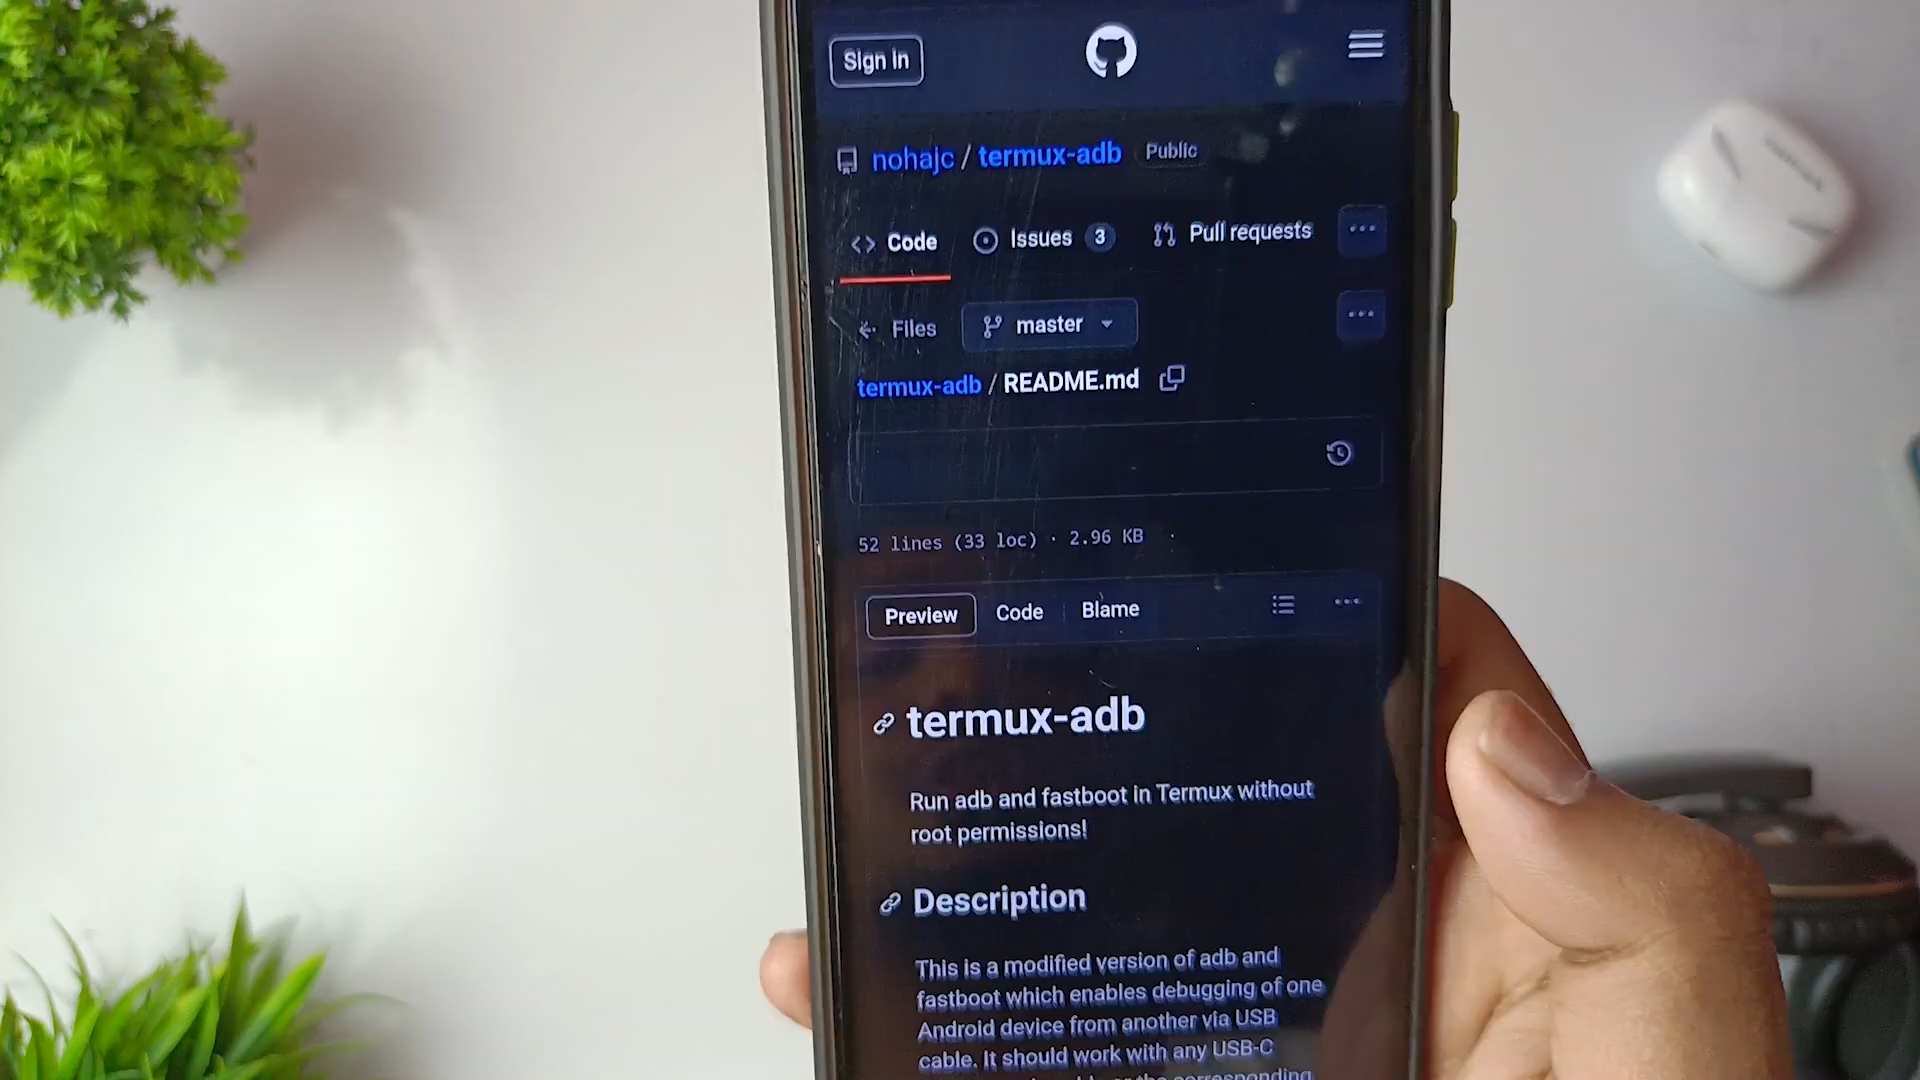 Sign in
nohajc / termux-adb Public
Code Issues 3 Pull requests
Files master
termux-adb / README.md
52 lines (33 loc) · 2.96 KB
Preview Code Blame
termux-adb
Run adb and fastboot in Termux without
root permissions!
Description
This is a modified version of adb and
fastboot which enables debugging of one
Android device from another via USB
cable. It should work with any USB-C
corresponding